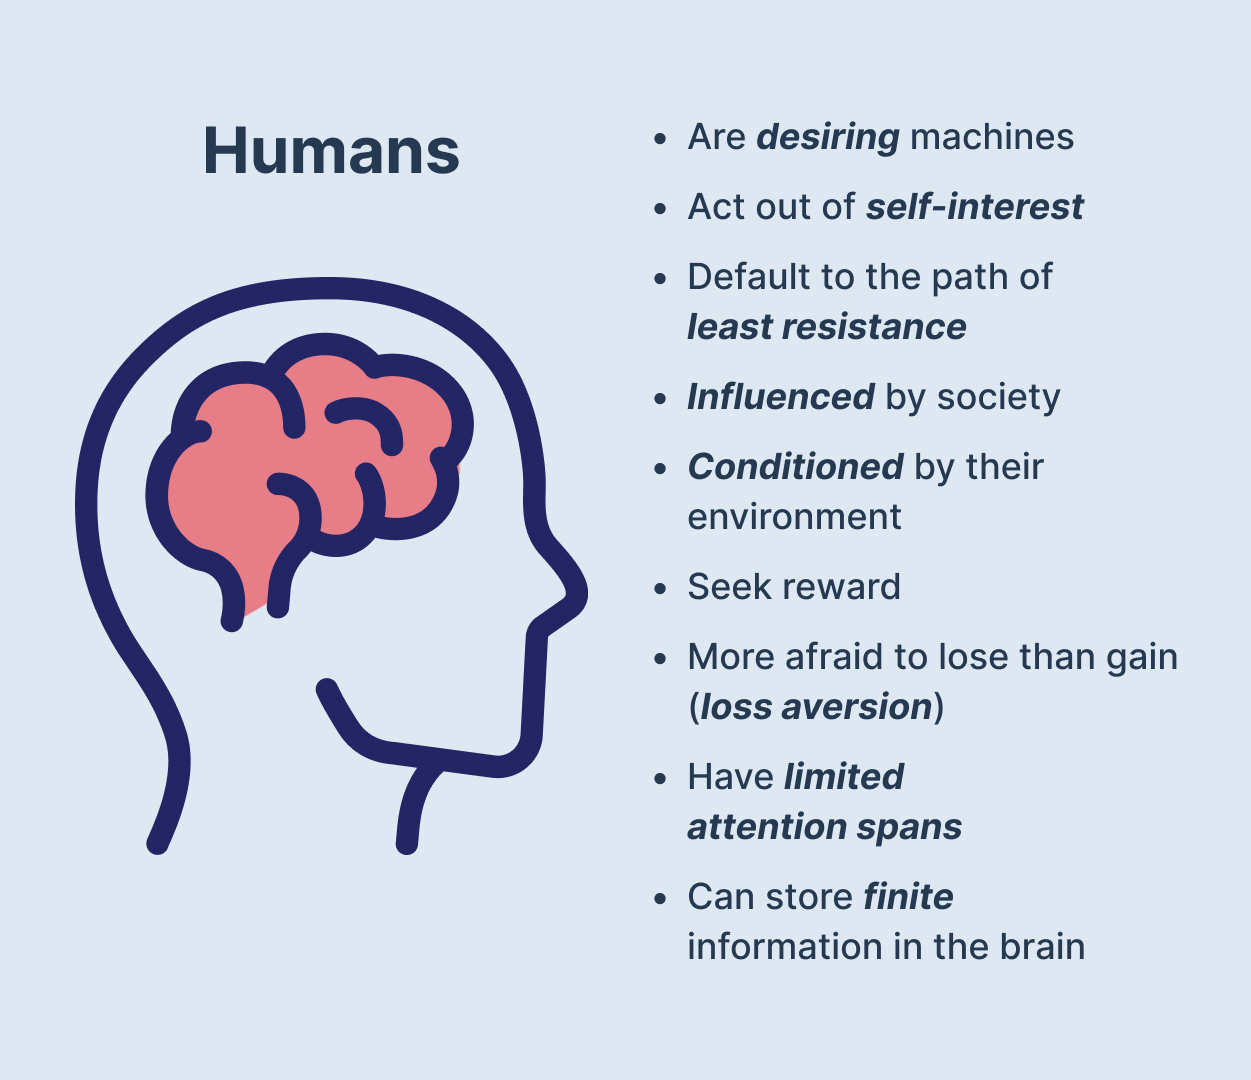 Humans
• Are desiring machines
• Act out of self-interest
• Default to the path of
least resistance
• Influenced by society
• Conditioned by their
environment
• Seek reward
• More afraid to lose than gain
(loss aversion)
• Have limited
attention spans
• Can store finite
information in the brain